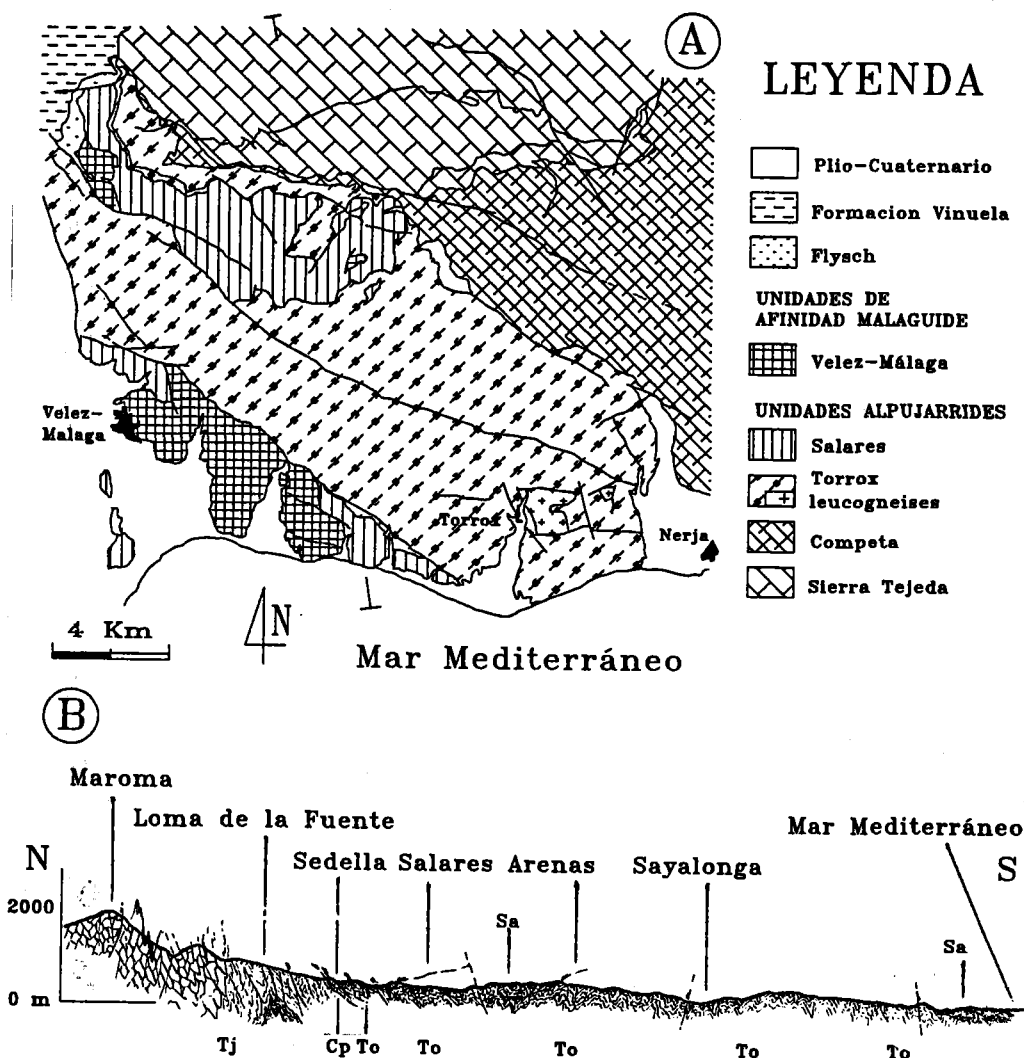 A
LEYENDA
Plio-Cuaternario
Formacion Vinuela
Flysch
UNIDADES DE
AFINIDAD MALAGUIDE
Velez-Málaga
UNIDADES ALPUJARRIDES
Salares
Torrox
leucogneises
Competa
Sierra Tejeda
Velez-
Malaga
Torrox
Nerja
4 Km
N
Mar Mediterráneo
B
Maroma
Loma de la Fuente
Mar Mediterráneo
N
Sedella Salares Arenas
Sayalonga
S
2000
Sa
Sa
0 m
Tj
Cp To
To
To
To
To